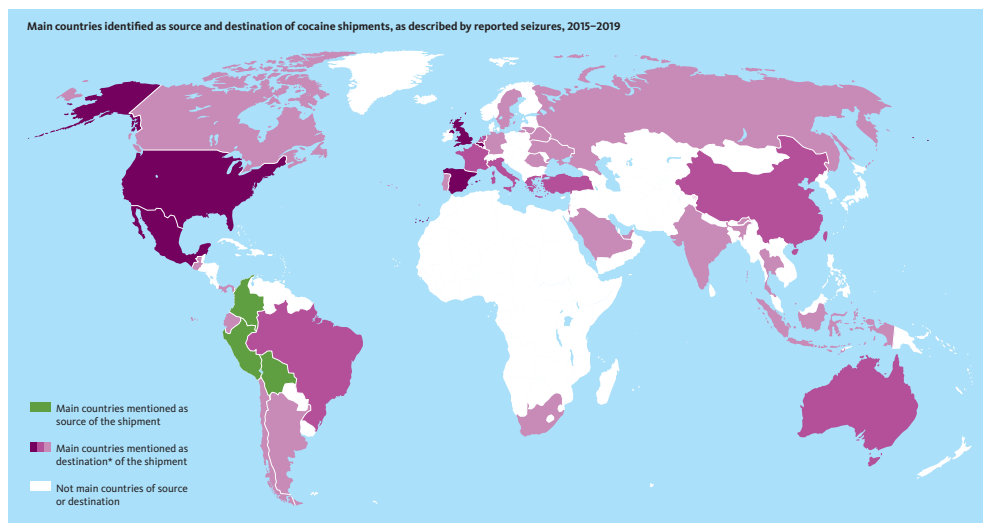 Main countries identified as source and destination of cocaine shipments, as described by reported seizures, 2015–2019
Main countries mentioned as
source of the shipment
Main countries mentioned as
destination* of the shipment
Not main countries of source
or destination